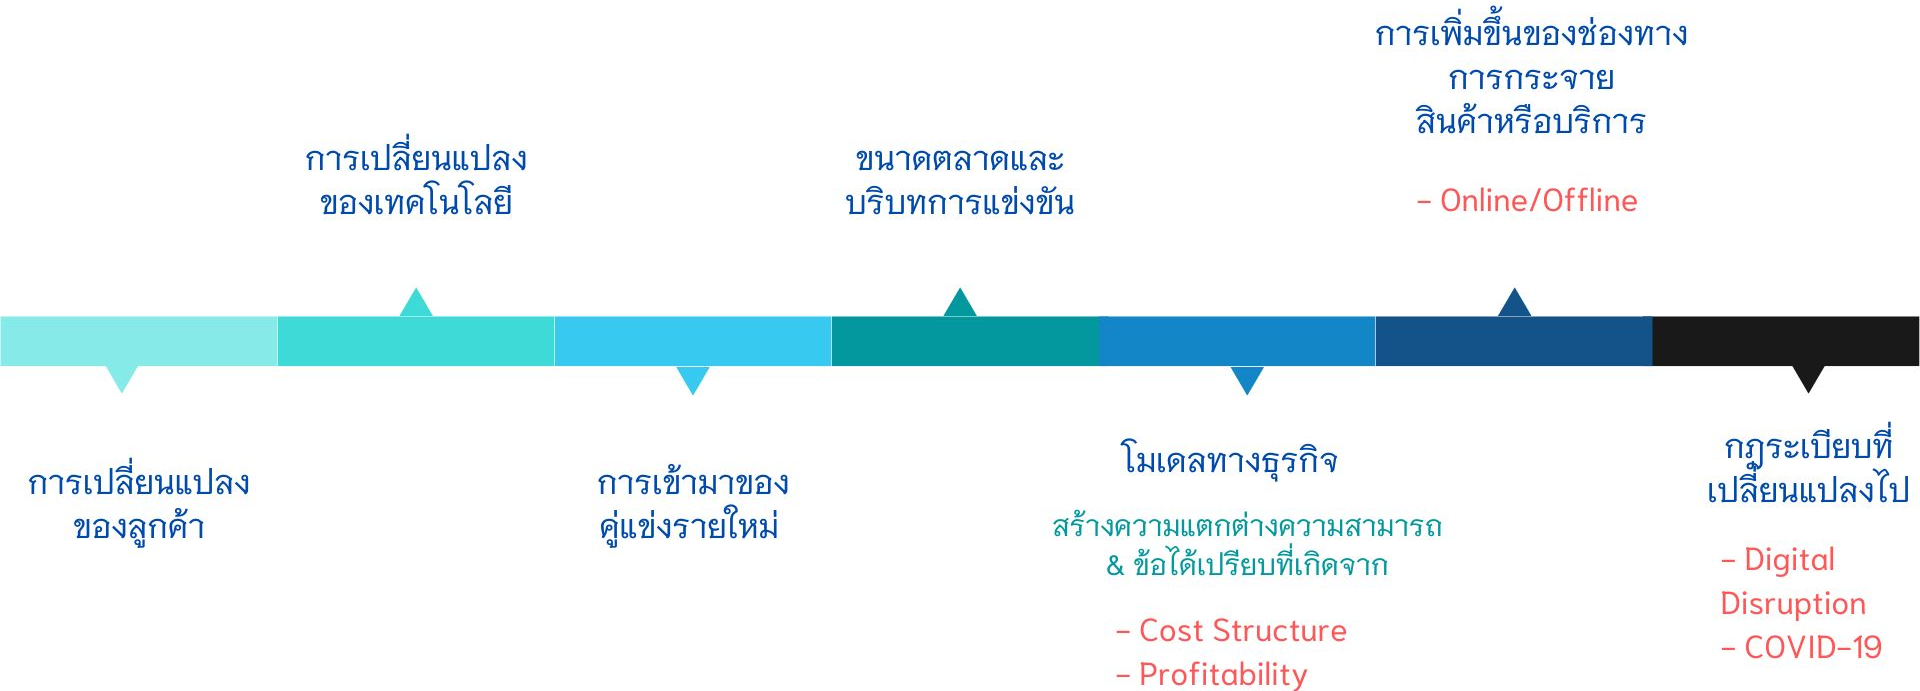 การเปลี่ยนแปลง
ของลูกค้า
การเปลี่ยนแปลง
ของเทคโนโลยี
การเข้ามาของ
คู่แข่งรายใหม่
ขนาดตลาดและ
บริบทการแข่งขัน
โมเดลทางธุรกิจ
สร้างความแตกต่างความสามารถ
& ข้อได้เปรียบที่เกิดจาก
- Cost Structure
- Profitability
การเพิ่มขึ้นของช่องทาง
การกระจาย
สินค้าหรือบริการ
- Online/Offline
กฎระเบียบที่
เปลี่ยนแปลงไป
- Digital
Disruption
- COVID-19